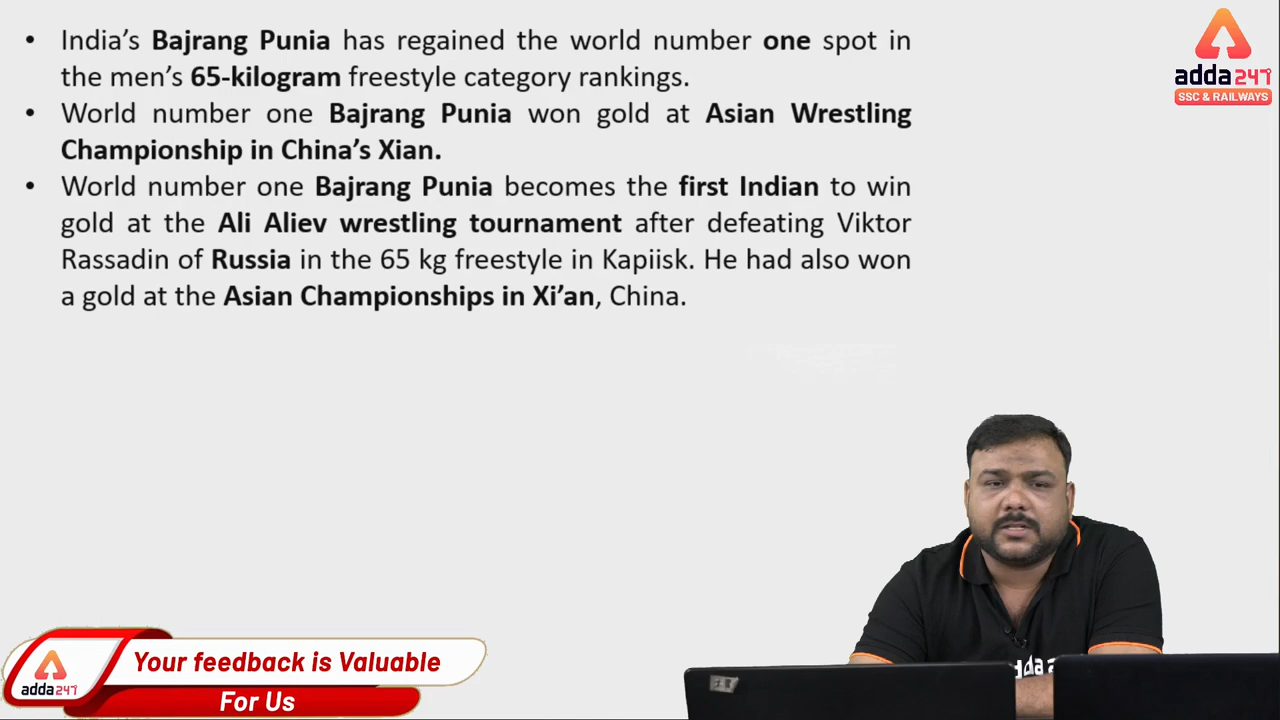 • India's Bajrang Punia has regained the world number one spot in
the men's 65-kilogram freestyle category rankings.
• World number one Bajrang Punia won gold at Asian Wrestling
Championship in China's Xian.
• World number one Bajrang Punia becomes the first Indian to win
gold at the Ali Aliev wrestling tournament after defeating Viktor
Rassadin of Russia in the 65 kg freestyle in Kapiisk. He had also won
a gold at the Asian Championships in Xi'an, China.
adda247
SSC & RAILWAYS
adda247
Your feedback is Valuable
For Us